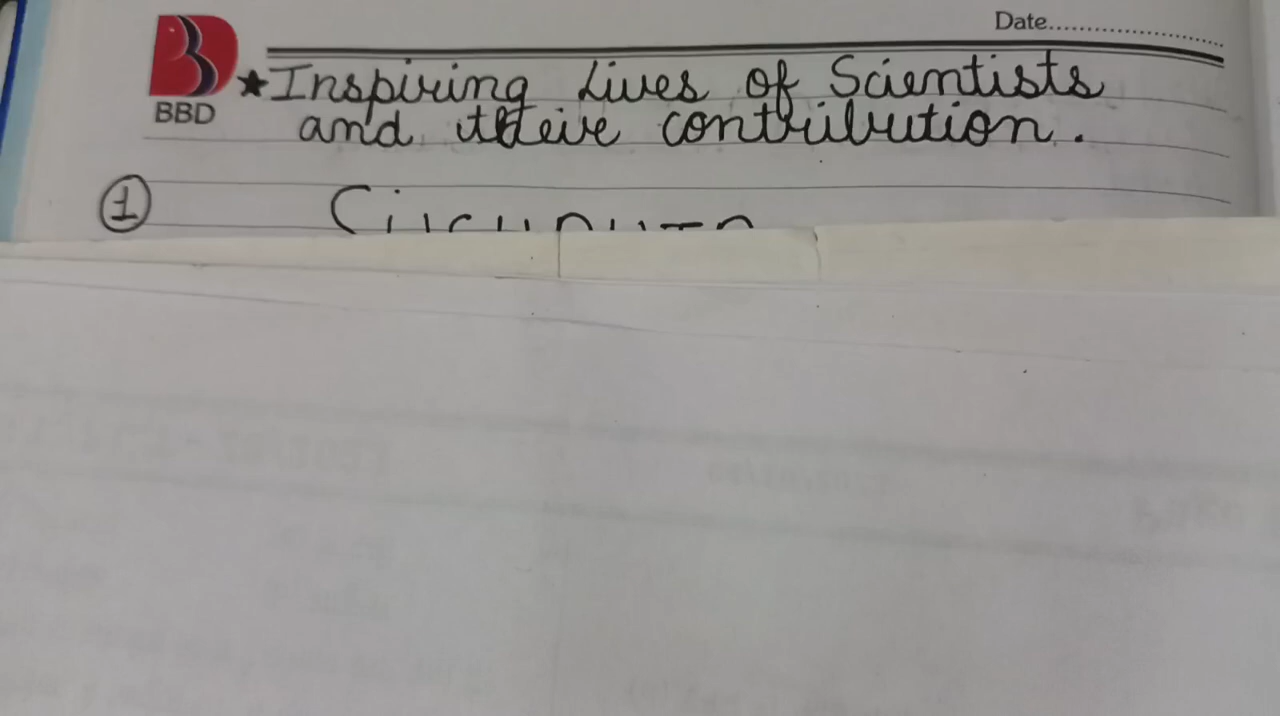 Date
BBD
★ Inspiring Lives of Scientists
and their contribution.
1